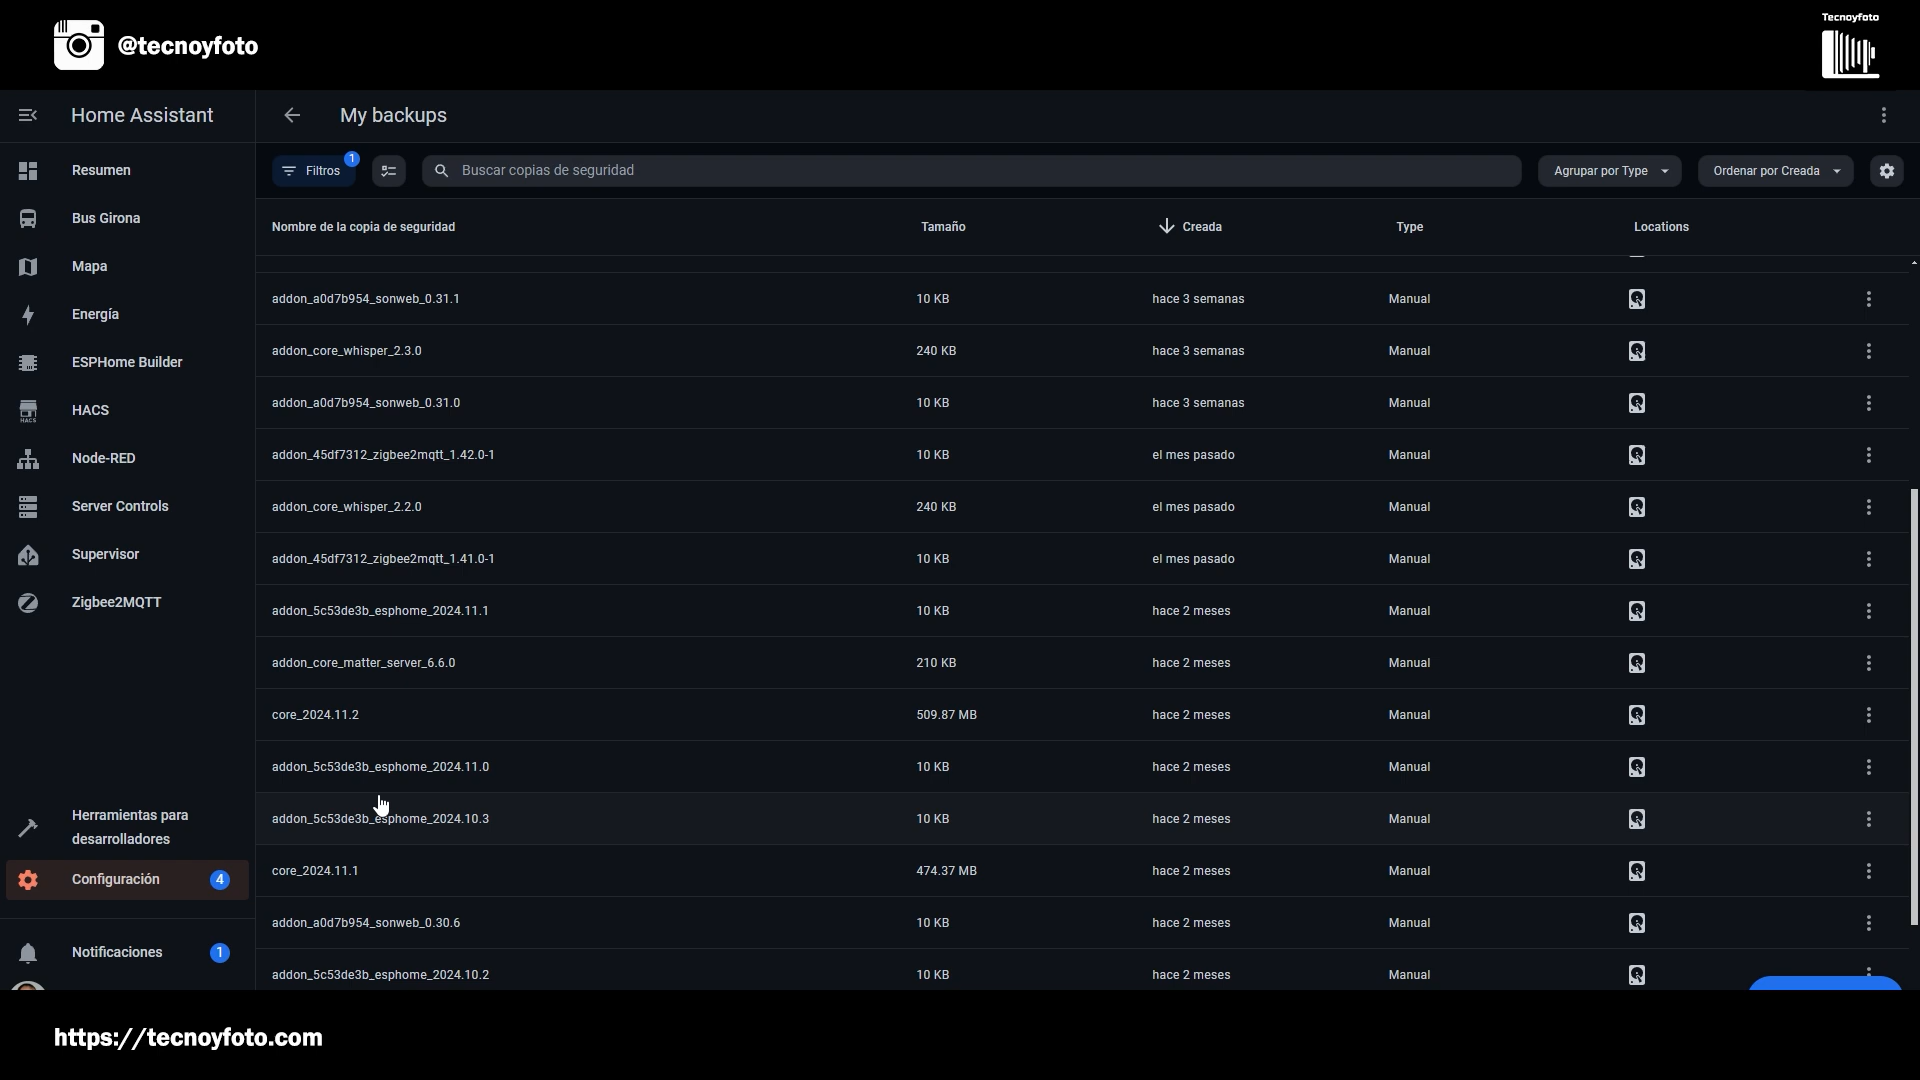 @tecnoyfoto
Tecnoyfoto
Home Assistant
My backups
Resumen
Bus Girona
Mapa
Energía
ESPHome Builder
HACS
HACS
Node-RED
Server Controls
Supervisor
Zigbee2MQTT
Herramientas para
desarrolladores
Configuración 4
Notificaciones 1
Filtros 1
Buscar copias de seguridad
Agrupar por Type
Ordenar por Creada
Nombre de la copia de seguridad Tamaño Creada Type Locations
addon_a0d7b954_sonweb_0.31.1 10 KB hace 3 semanas Manual
addon_core_whisper_2.3.0 240 KB hace 3 semanas Manual
addon_a0d7b954_sonweb_0.31.0 10 KB hace 3 semanas Manual
addon_45df7312_zigbee2mqtt_1.42.0-1 10 KB el mes pasado Manual
addon_core_whisper_2.2.0 240 KB el mes pasado Manual
addon_45df7312_zigbee2mqtt_1.41.0-1 10 KB el mes pasado Manual
addon_5c53de3b_esphome_2024.11.1 10 KB hace 2 meses Manual
addon_core_matter_server_6.6.0 210 KB hace 2 meses Manual
core_2024.11.2 509.87 MB hace 2 meses Manual
addon_5c53de3b_esphome_2024.11.0 10 KB hace 2 meses Manual
addon_5c53de3b_esphome_2024.10.3 10 KB hace 2 meses Manual
core_2024.11.1 474.37 MB hace 2 meses Manual
addon_a0d7b954_sonweb_0.30.6 10 KB hace 2 meses Manual
addon_5c53de3b_esphome_2024.10.2 10 KB hace 2 meses Manual
https://tecnoyfoto.com